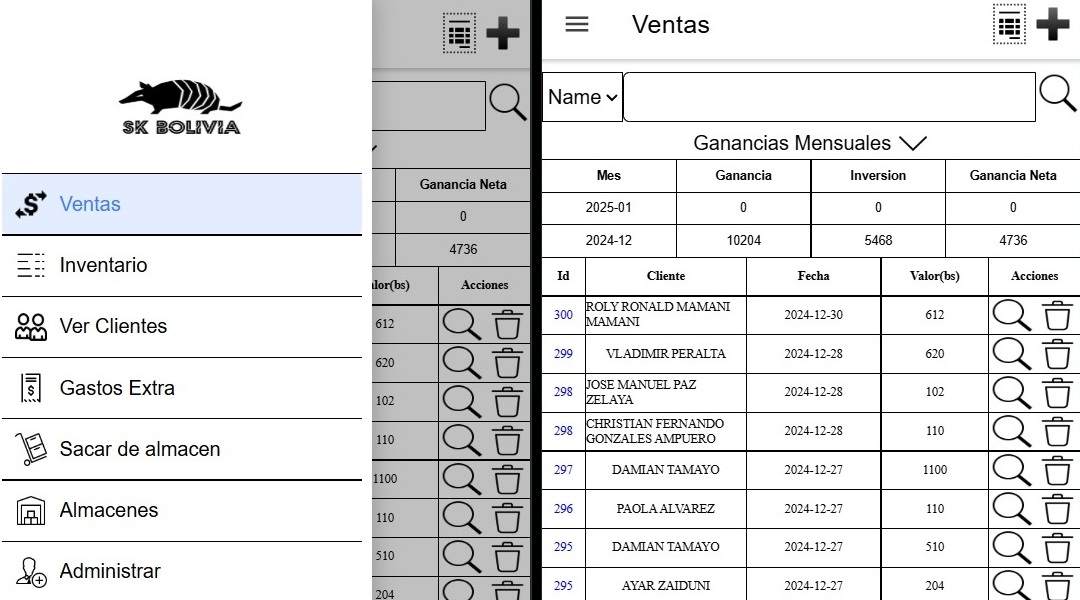 SK BOLIVIA
Ventas
Inventario
Ver Clientes
Gastos Extra
Sacar de almacen
Almacenes
Administrar
Ganancia Neta
0
4736
alor(bs) Acciones
612
620
102
110
1100
110
510
204
Ventas
Name
Ganancias Mensuales
Mes Ganancia Inversion Ganancia Neta
2025-01 0 0 0
2024-12 10204 5468 4736
Id Cliente Fecha Valor(bs) Acciones
300 ROLY RONALD MAMANI MAMANI 2024-12-30 612
299 VLADIMIR PERALTA 2024-12-28 620
298 JOSE MANUEL PAZ ZELAYA 2024-12-28 102
298 CHRISTIAN FERNANDO GONZALES AMPUERO 2024-12-28 110
297 DAMIAN TAMAYO 2024-12-27 1100
296 PAOLA ALVAREZ 2024-12-27 110
295 DAMIAN TAMAYO 2024-12-27 510
295 AYAR ZAIDUNI 2024-12-27 204